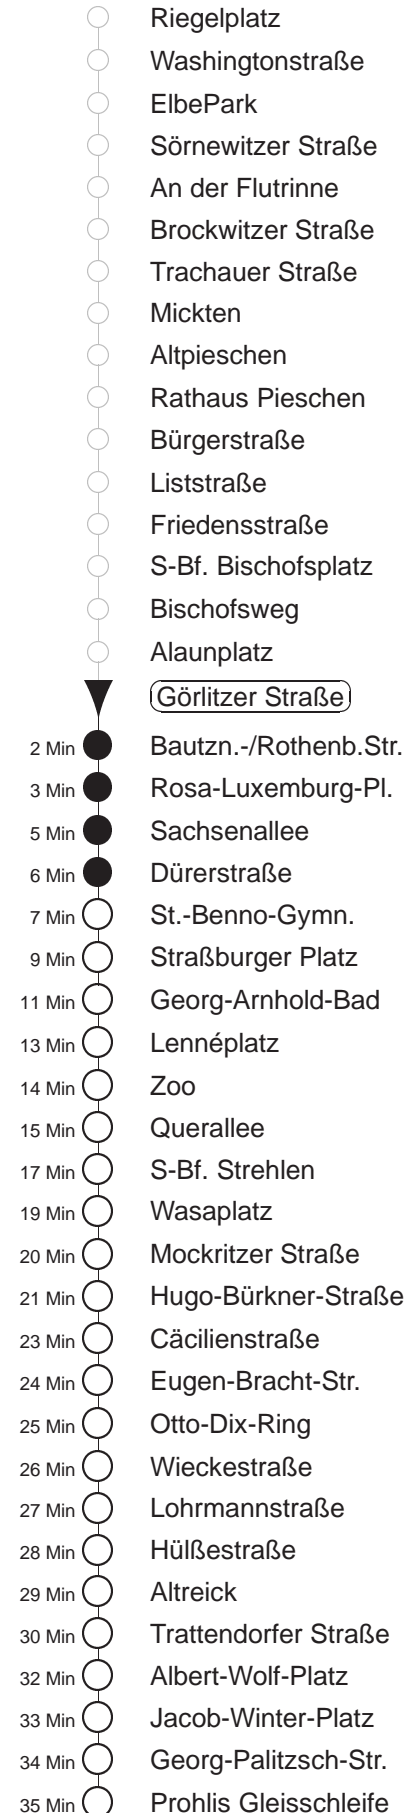 Riegelplatz
Washingtonstraße
ElbePark
Sörnewitzer Straße
An der Flutrinne
Brockwitzer Straße
Trachauer Straße
Mickten
Altpieschen
Rathaus Pieschen
Bürgerstraße
Liststraße
Friedensstraße
S-Bf. Bischofsplatz
Bischofsweg
Alaunplatz
Görlitzer Straße
2 Min Bautzn.-/Rothenb.Str.
3 Min Rosa-Luxemburg-Pl.
5 Min Sachsenallee
6 Min Dürerstraße
7 Min St.-Benno-Gymn.
9 Min Straßburger Platz
11 Min Georg-Arnhold-Bad
13 Min Lennéplatz
14 Min Zoo
15 Min Querallee
17 Min S-Bf. Strehlen
19 Min Wasaplatz
20 Min Mockritzer Straße
21 Min Hugo-Bürkner-Straße
23 Min Cäcilienstraße
24 Min Eugen-Bracht-Str.
25 Min Otto-Dix-Ring
26 Min Wieckestraße
27 Min Lohrmannstraße
28 Min Hülßestraße
29 Min Altreick
30 Min Trattendorfer Straße
32 Min Albert-Wolf-Platz
33 Min Jacob-Winter-Platz
34 Min Georg-Palitzsch-Str.
35 Min Prohlis Gleisschleife